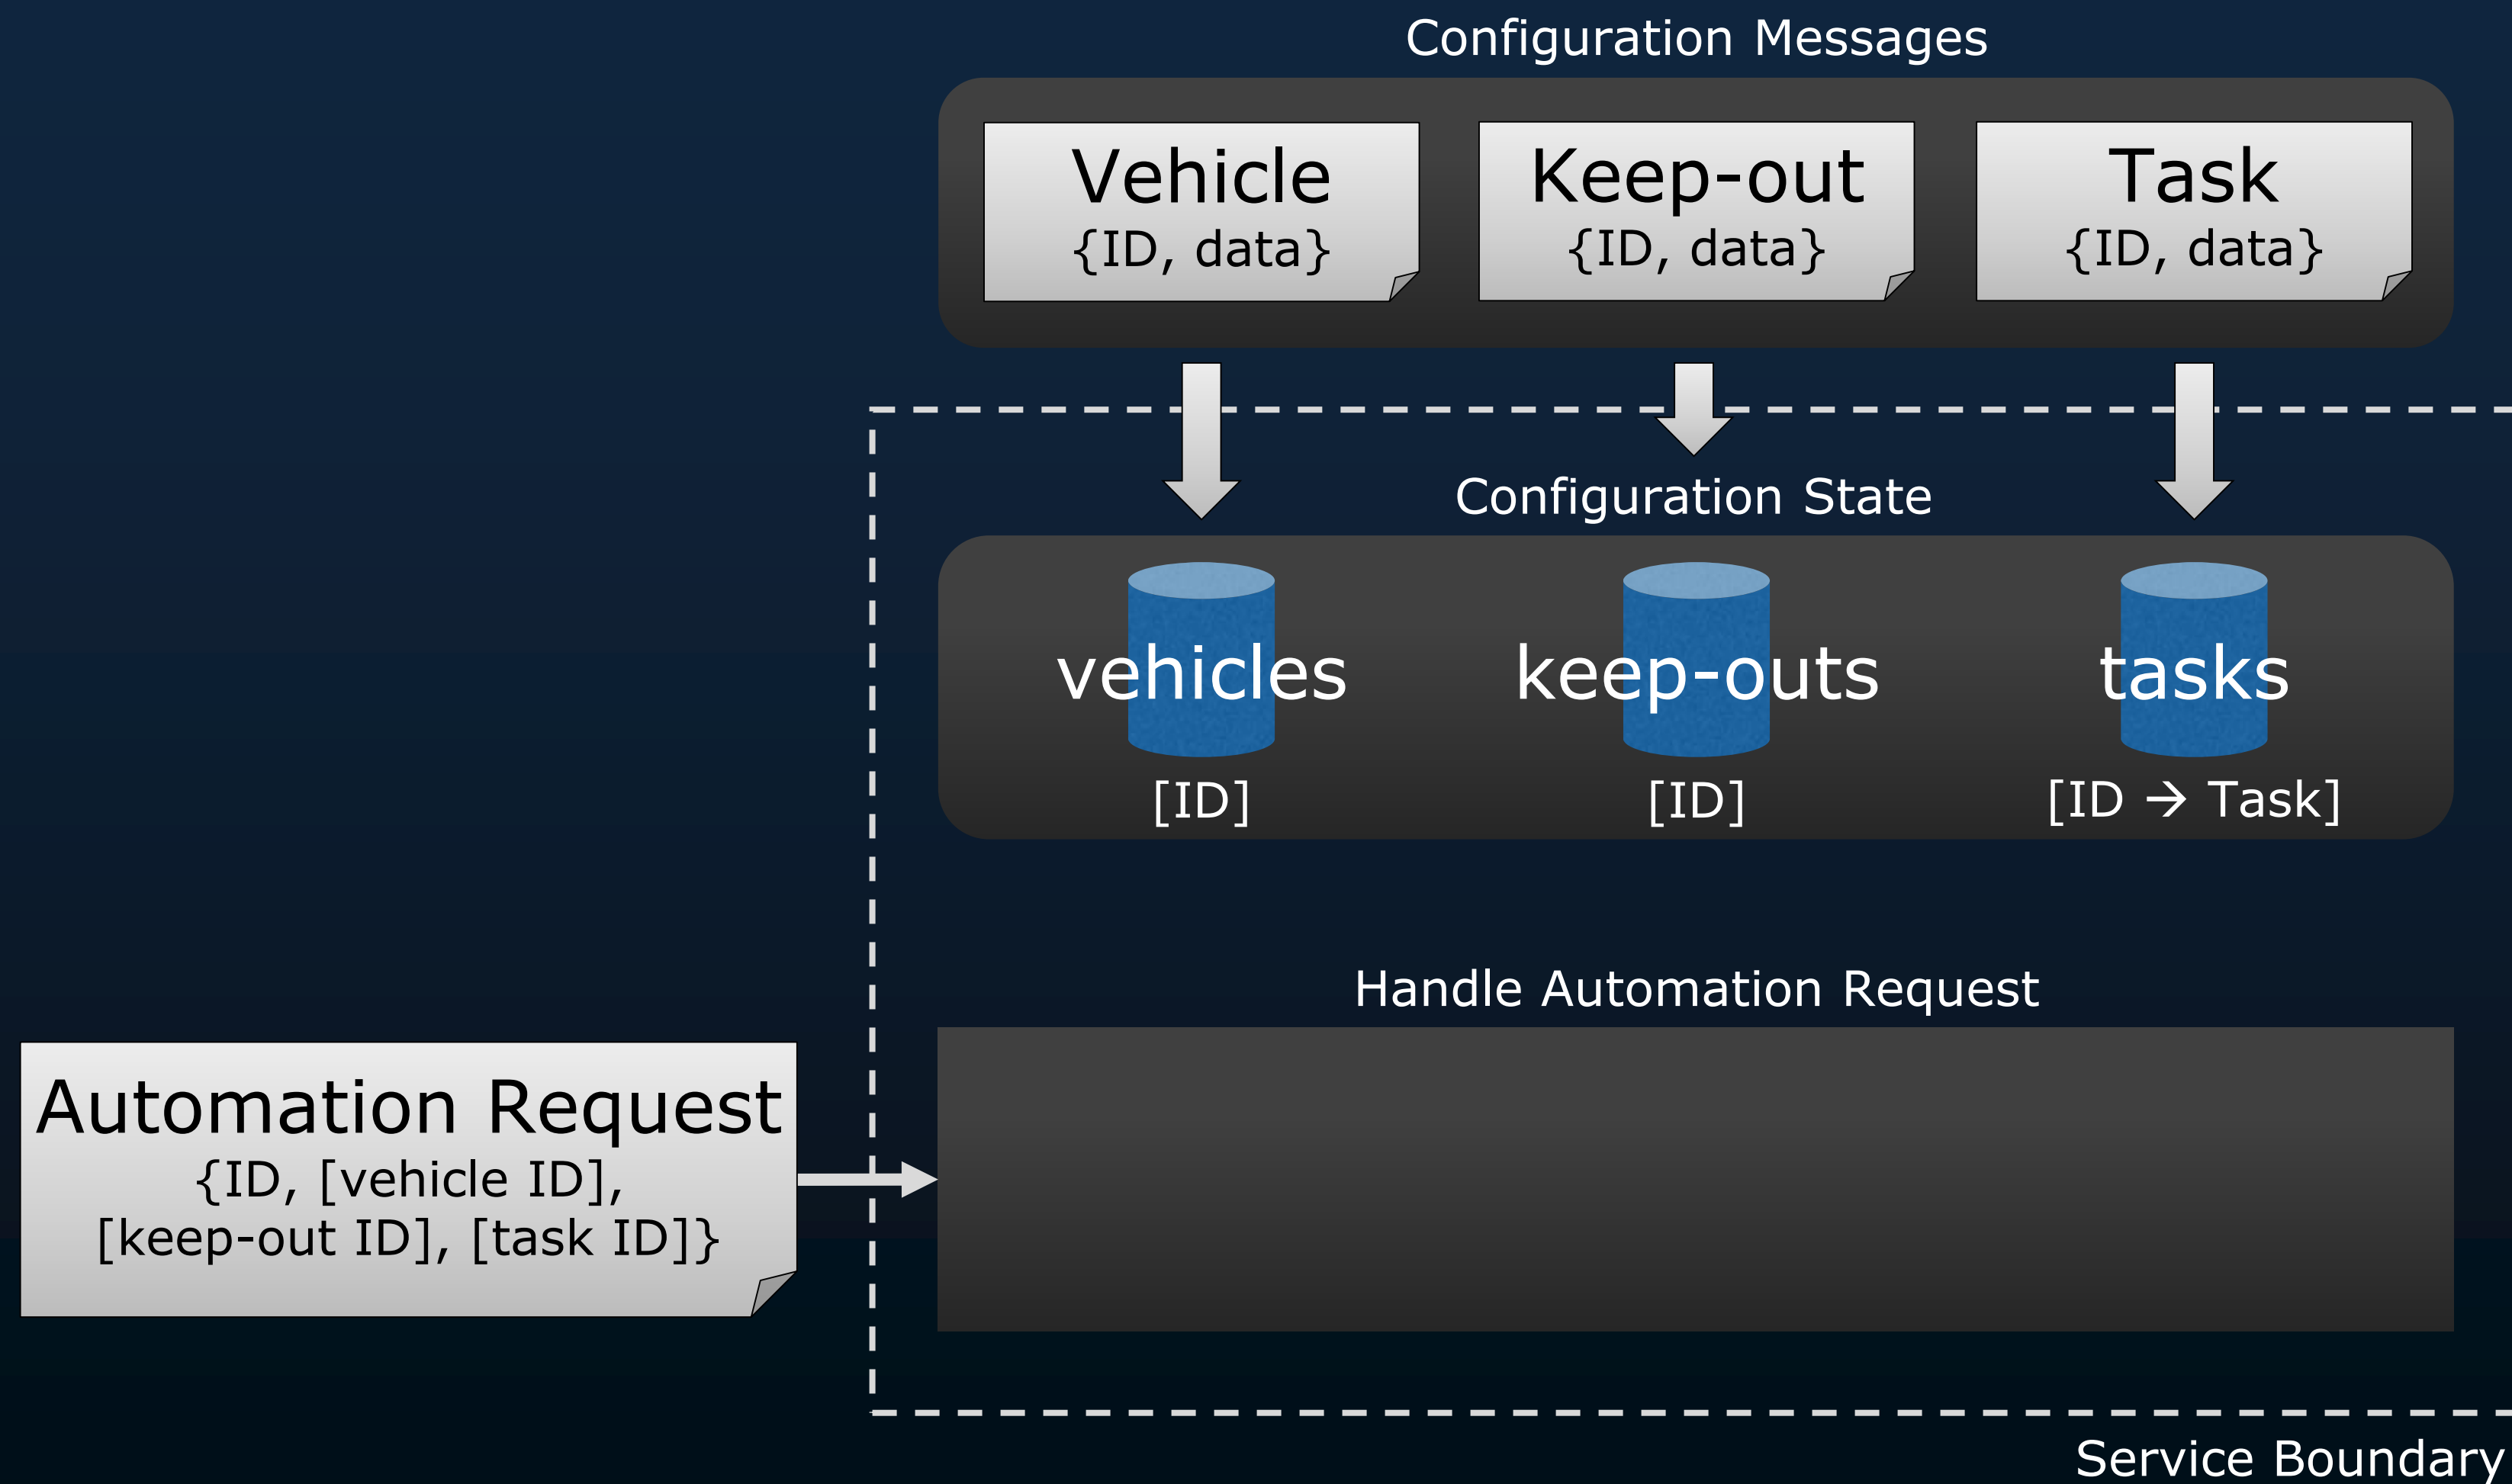 Configuration Messages
Vehicle
{ID, data}
Keep-out
{ID, data}
Task
{ID, data}
Configuration State
vehicles
[ID]
keep-outs
[ID]
tasks
[ID → Task]
Handle Automation Request
Automation Request
{ID, [vehicle ID],
[keep-out ID], [task ID]}
Service Boundary